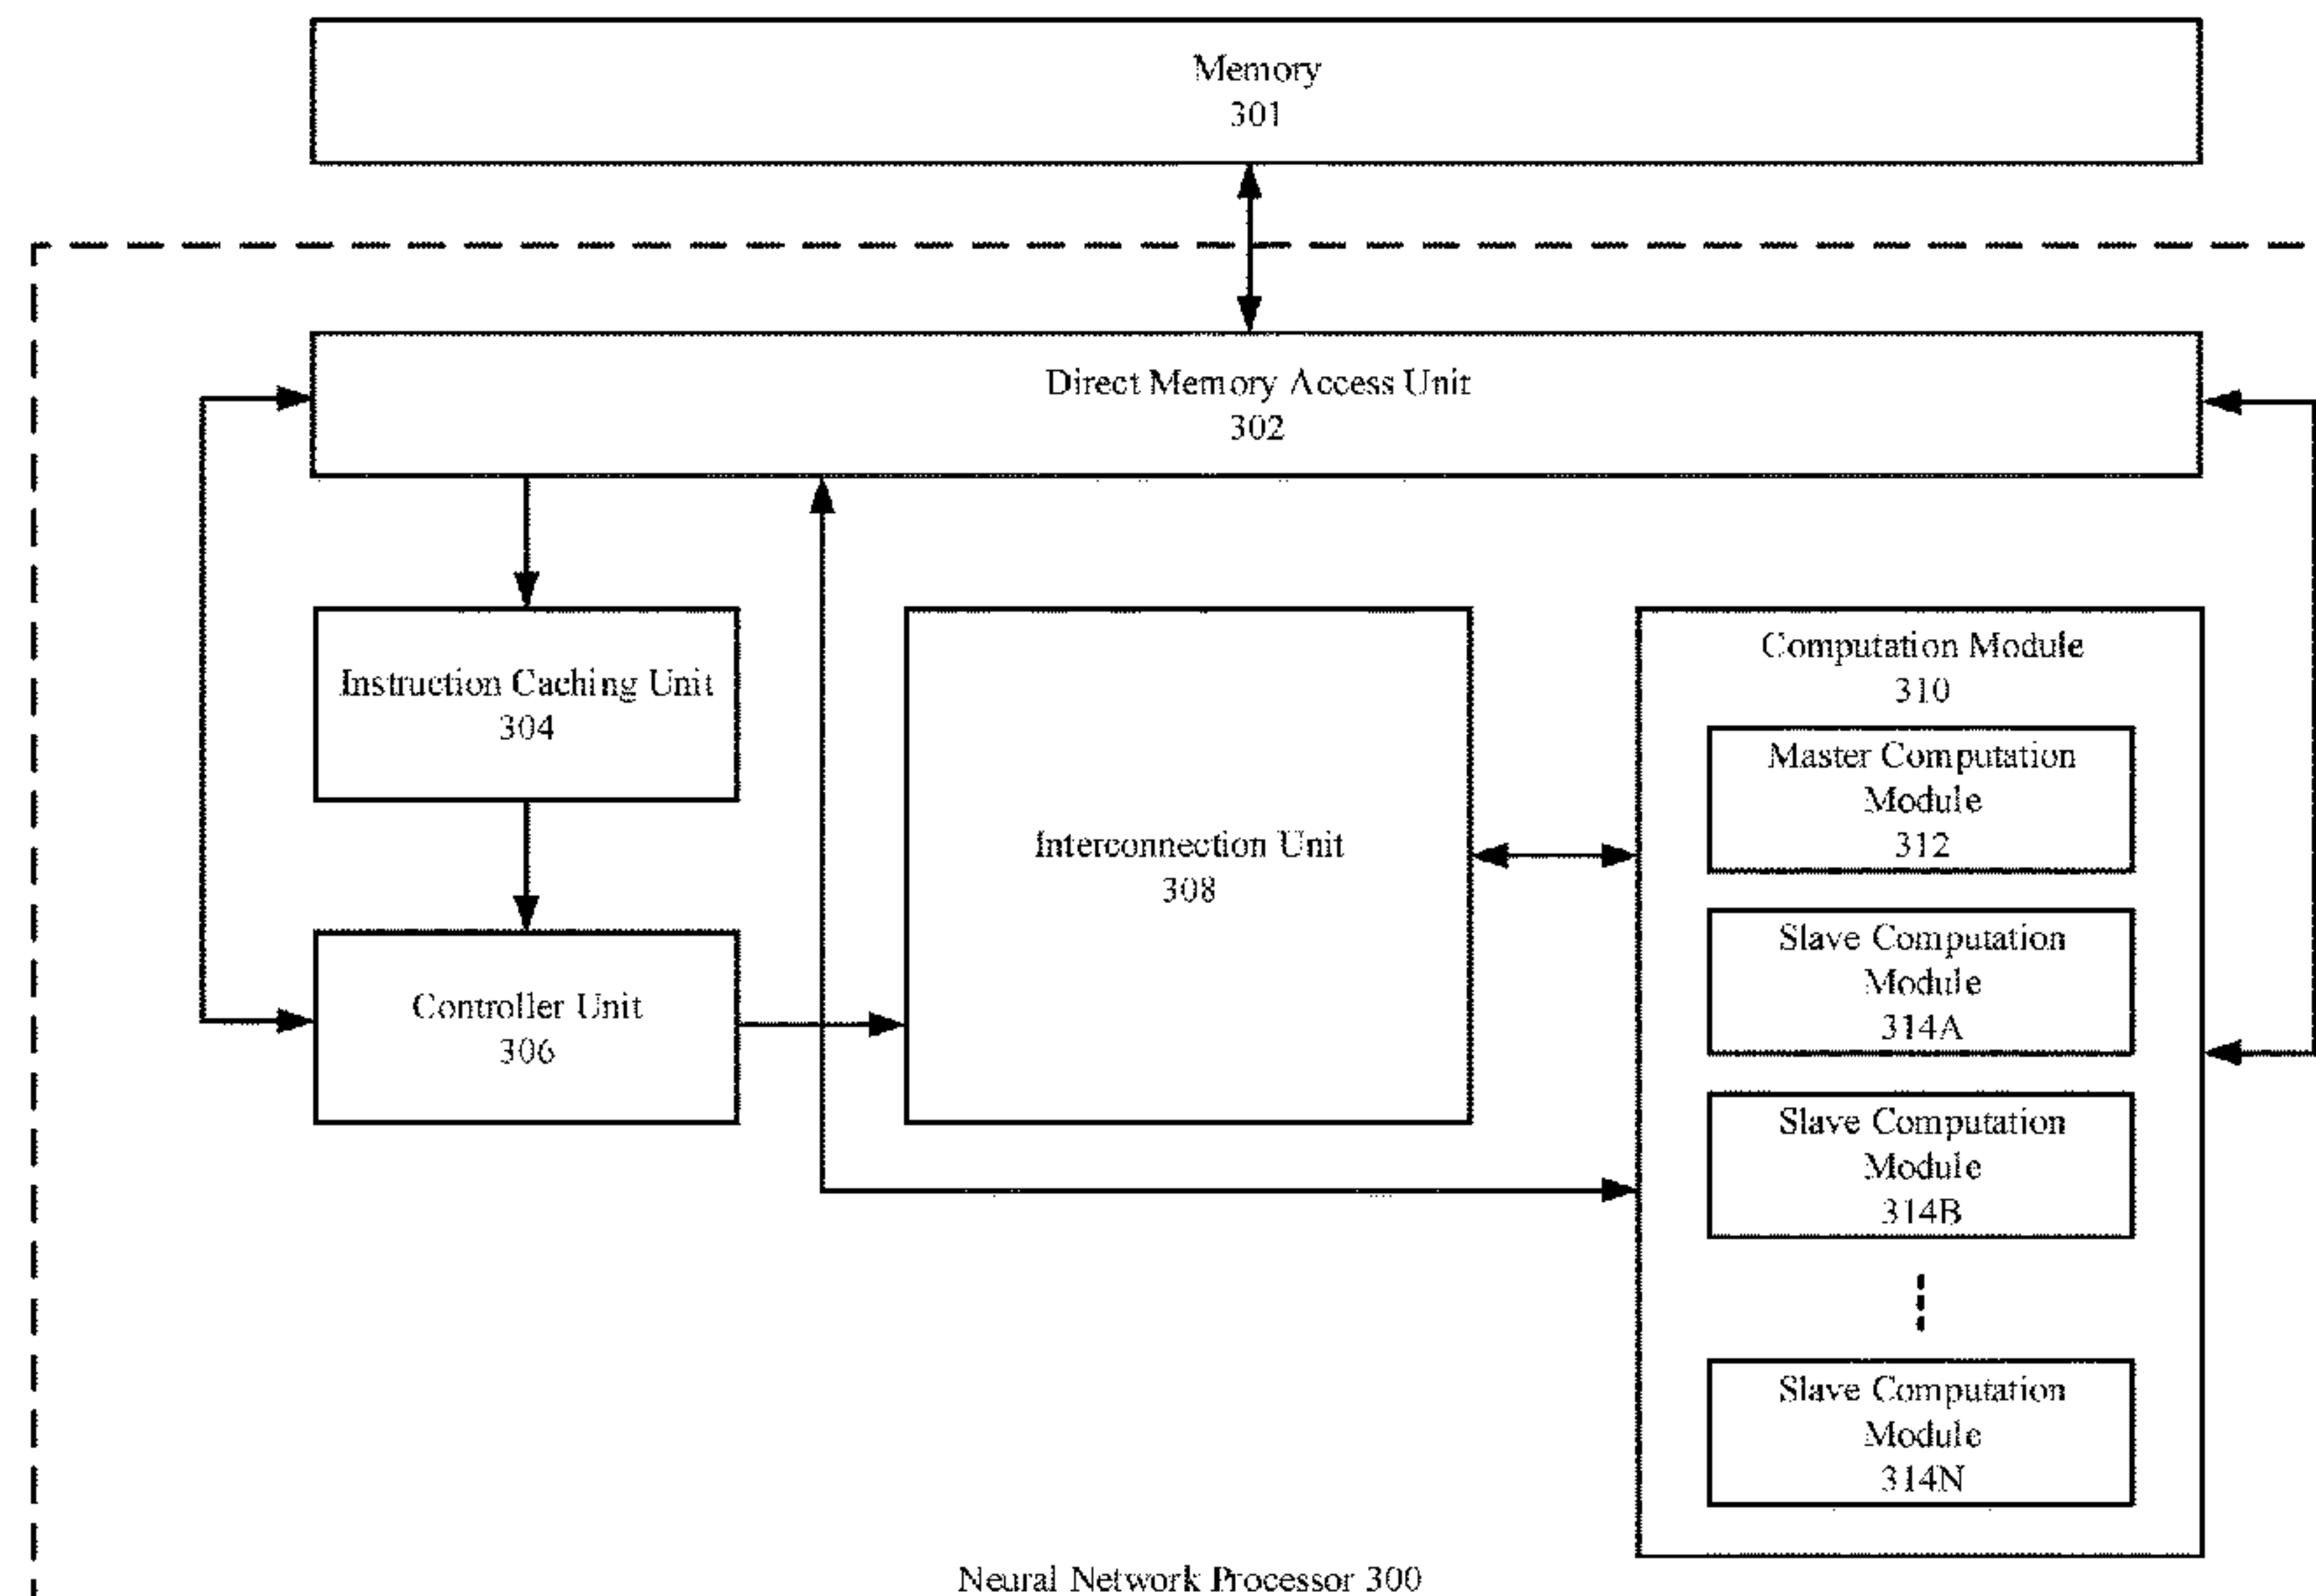 Memory
301
Direct Memory Access Unit
302
Instruction Caching Unit
304
Controller Unit
306
Interconnection Unit
308
Computation Module
310
Master Computation
Module
312
Slave Computation
Module
314A
Slave Computation
Module
314B
Slave Computation
Module
314N
Neural Network Processor 300